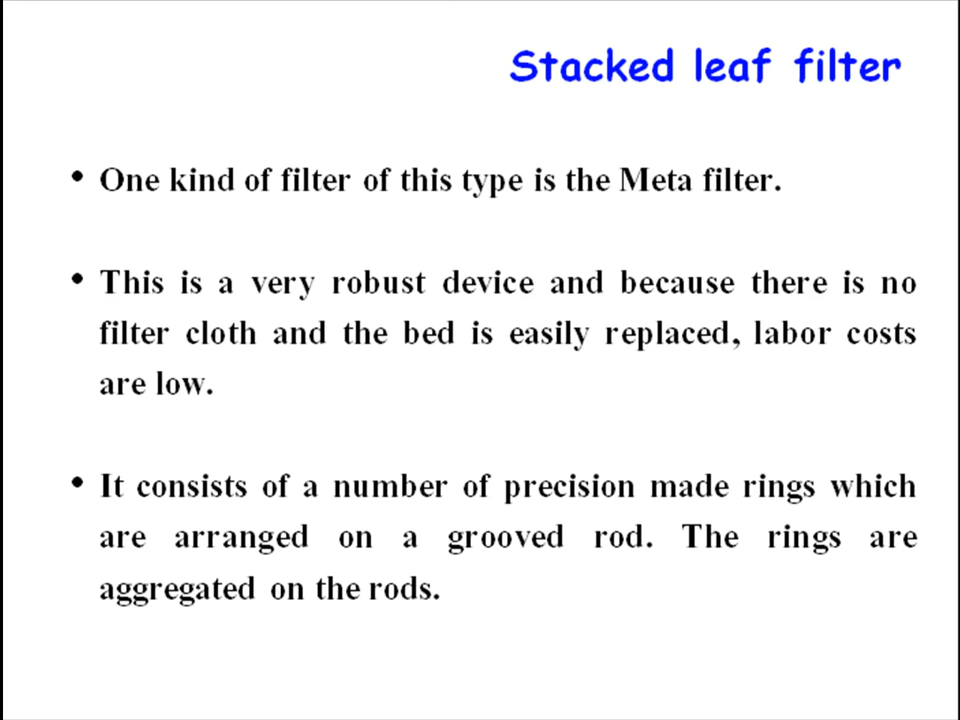 Stacked leaf filter
• One kind of filter of this type is the Meta filter.
• This is a very robust device and because there is no
filter cloth and the bed is easily replaced, labor costs
are low.
• It consists of a number of precision made rings which
are arranged on a grooved rod. The rings are
aggregated on the rods.